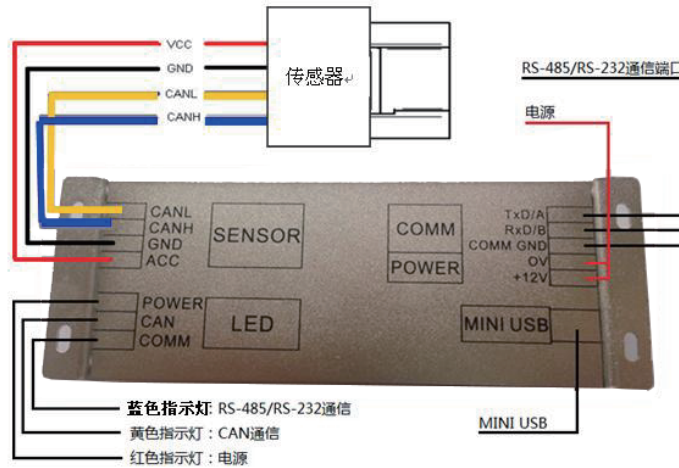 VCC
GND
CANL
CANH
传感器
RS-485/RS-232通信端口
电源
CANL
CANH
GND
ACC
SENSOR
COMM
POWER
TxD/A
RxD/B
COMM GND
0V
+12V
POWER
CAN
COMM
LED
MINI USB
蓝色指示灯: RS-485/RS-232通信
黄色指示灯：CAN通信
红色指示灯：电源
MINI USB